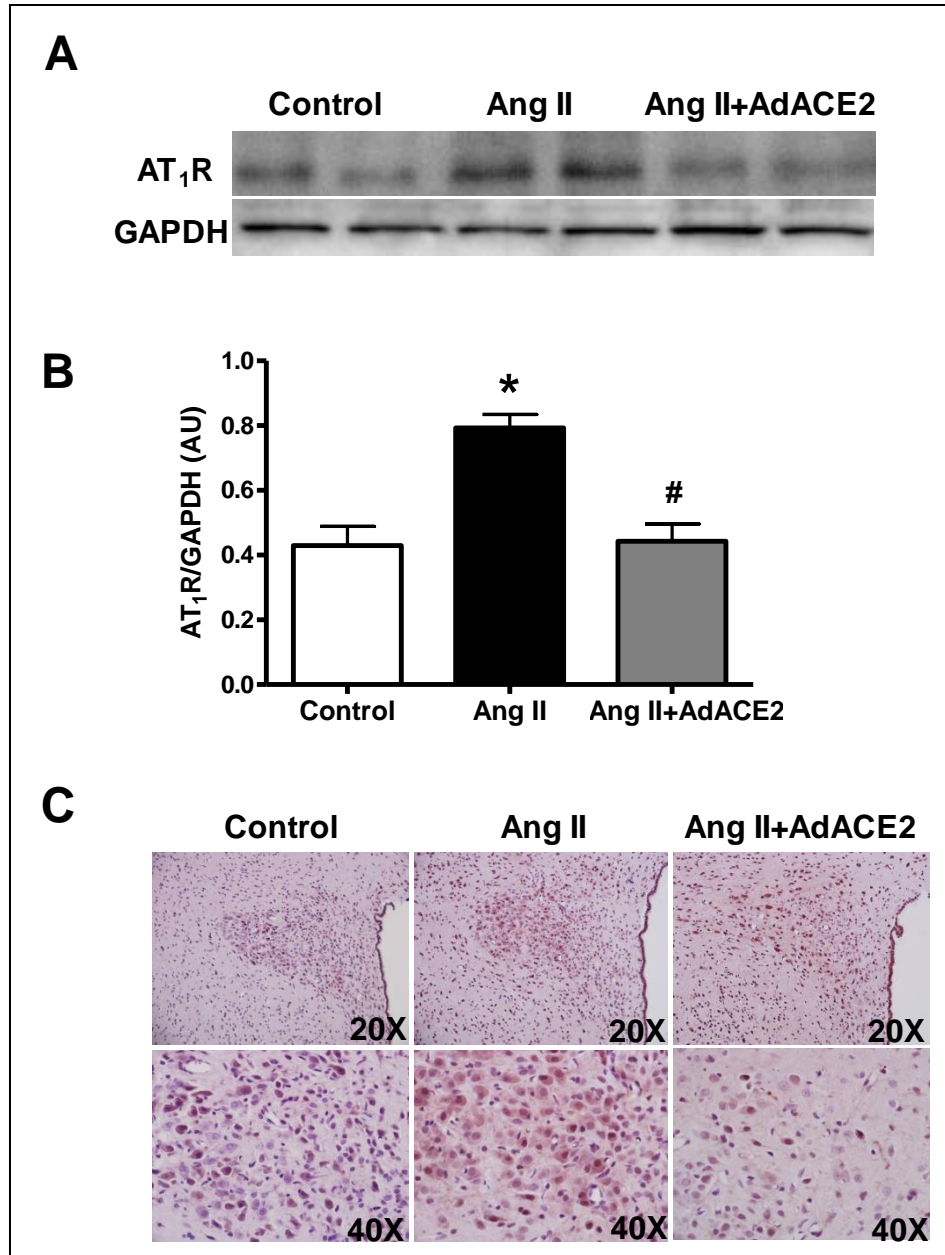 A
Control Ang II Ang II+AdACE2
AT₁R
GAPDH
B
AT₁R/GAPDH (AU)
1.0
0.8
0.6
0.4
0.2
0.0
*
#
Control Ang II Ang II+AdACE2
C
Control Ang II Ang II+AdACE2
20X 20X 20X
40X 40X 40X